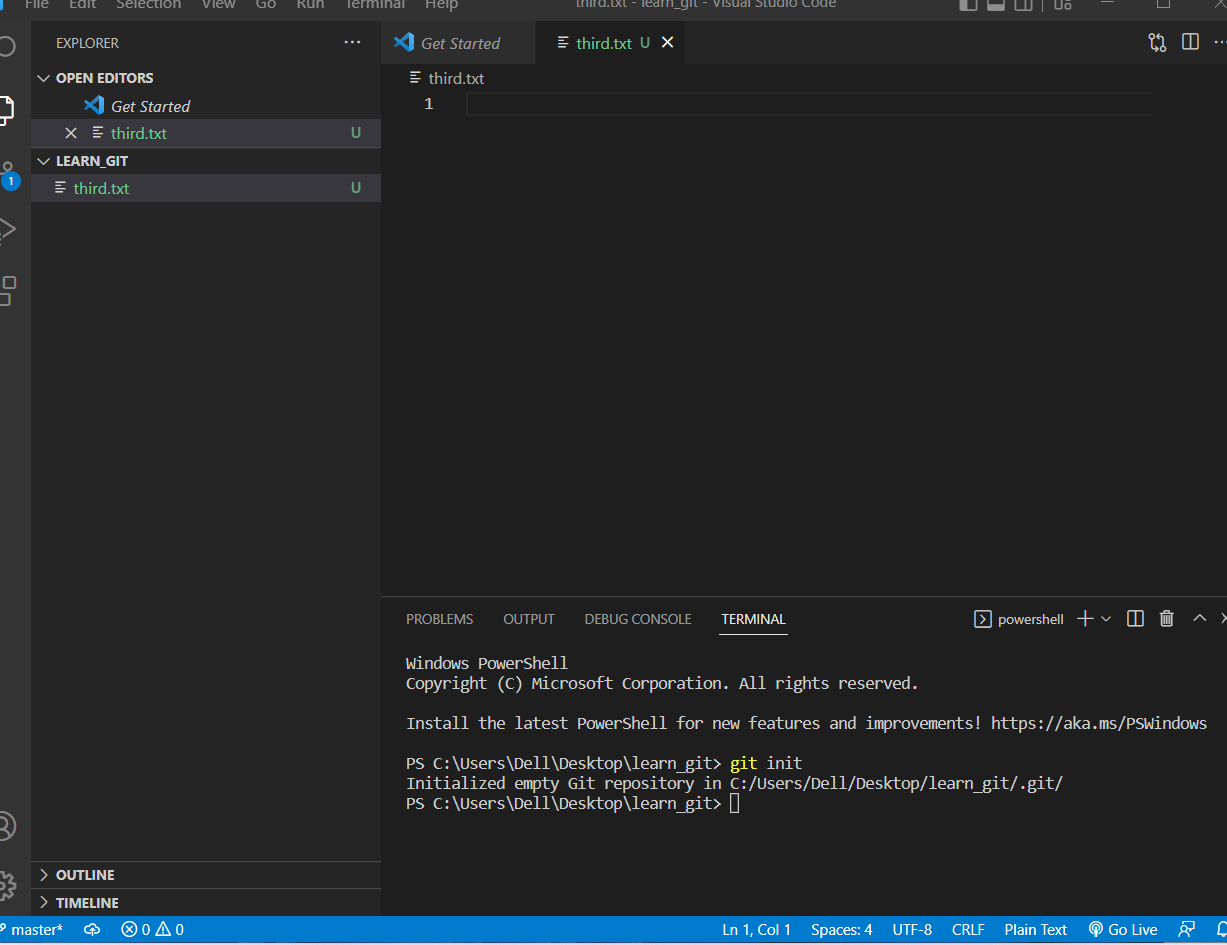 File Edit Selection View Go Run Terminal Help third.txt - learn_git - Visual Studio Code
EXPLORER
OPEN EDITORS
Get Started
third.txt U
LEARN_GIT
third.txt U
OUTLINE
TIMELINE
1
Get Started third.txt U
third.txt
1
PROBLEMS OUTPUT DEBUG CONSOLE TERMINAL powershell
Windows PowerShell
Copyright (C) Microsoft Corporation. All rights reserved.
Install the latest PowerShell for new features and improvements! https://aka.ms/PSWindows
PS C:\Users\Dell\Desktop\learn_git> git init
Initialized empty Git repository in C:/Users/Dell/Desktop/learn_git/.git/
PS C:\Users\Dell\Desktop\learn_git>
master* 0 0 Ln 1, Col 1 Spaces: 4 UTF-8 CRLF Plain Text Go Live